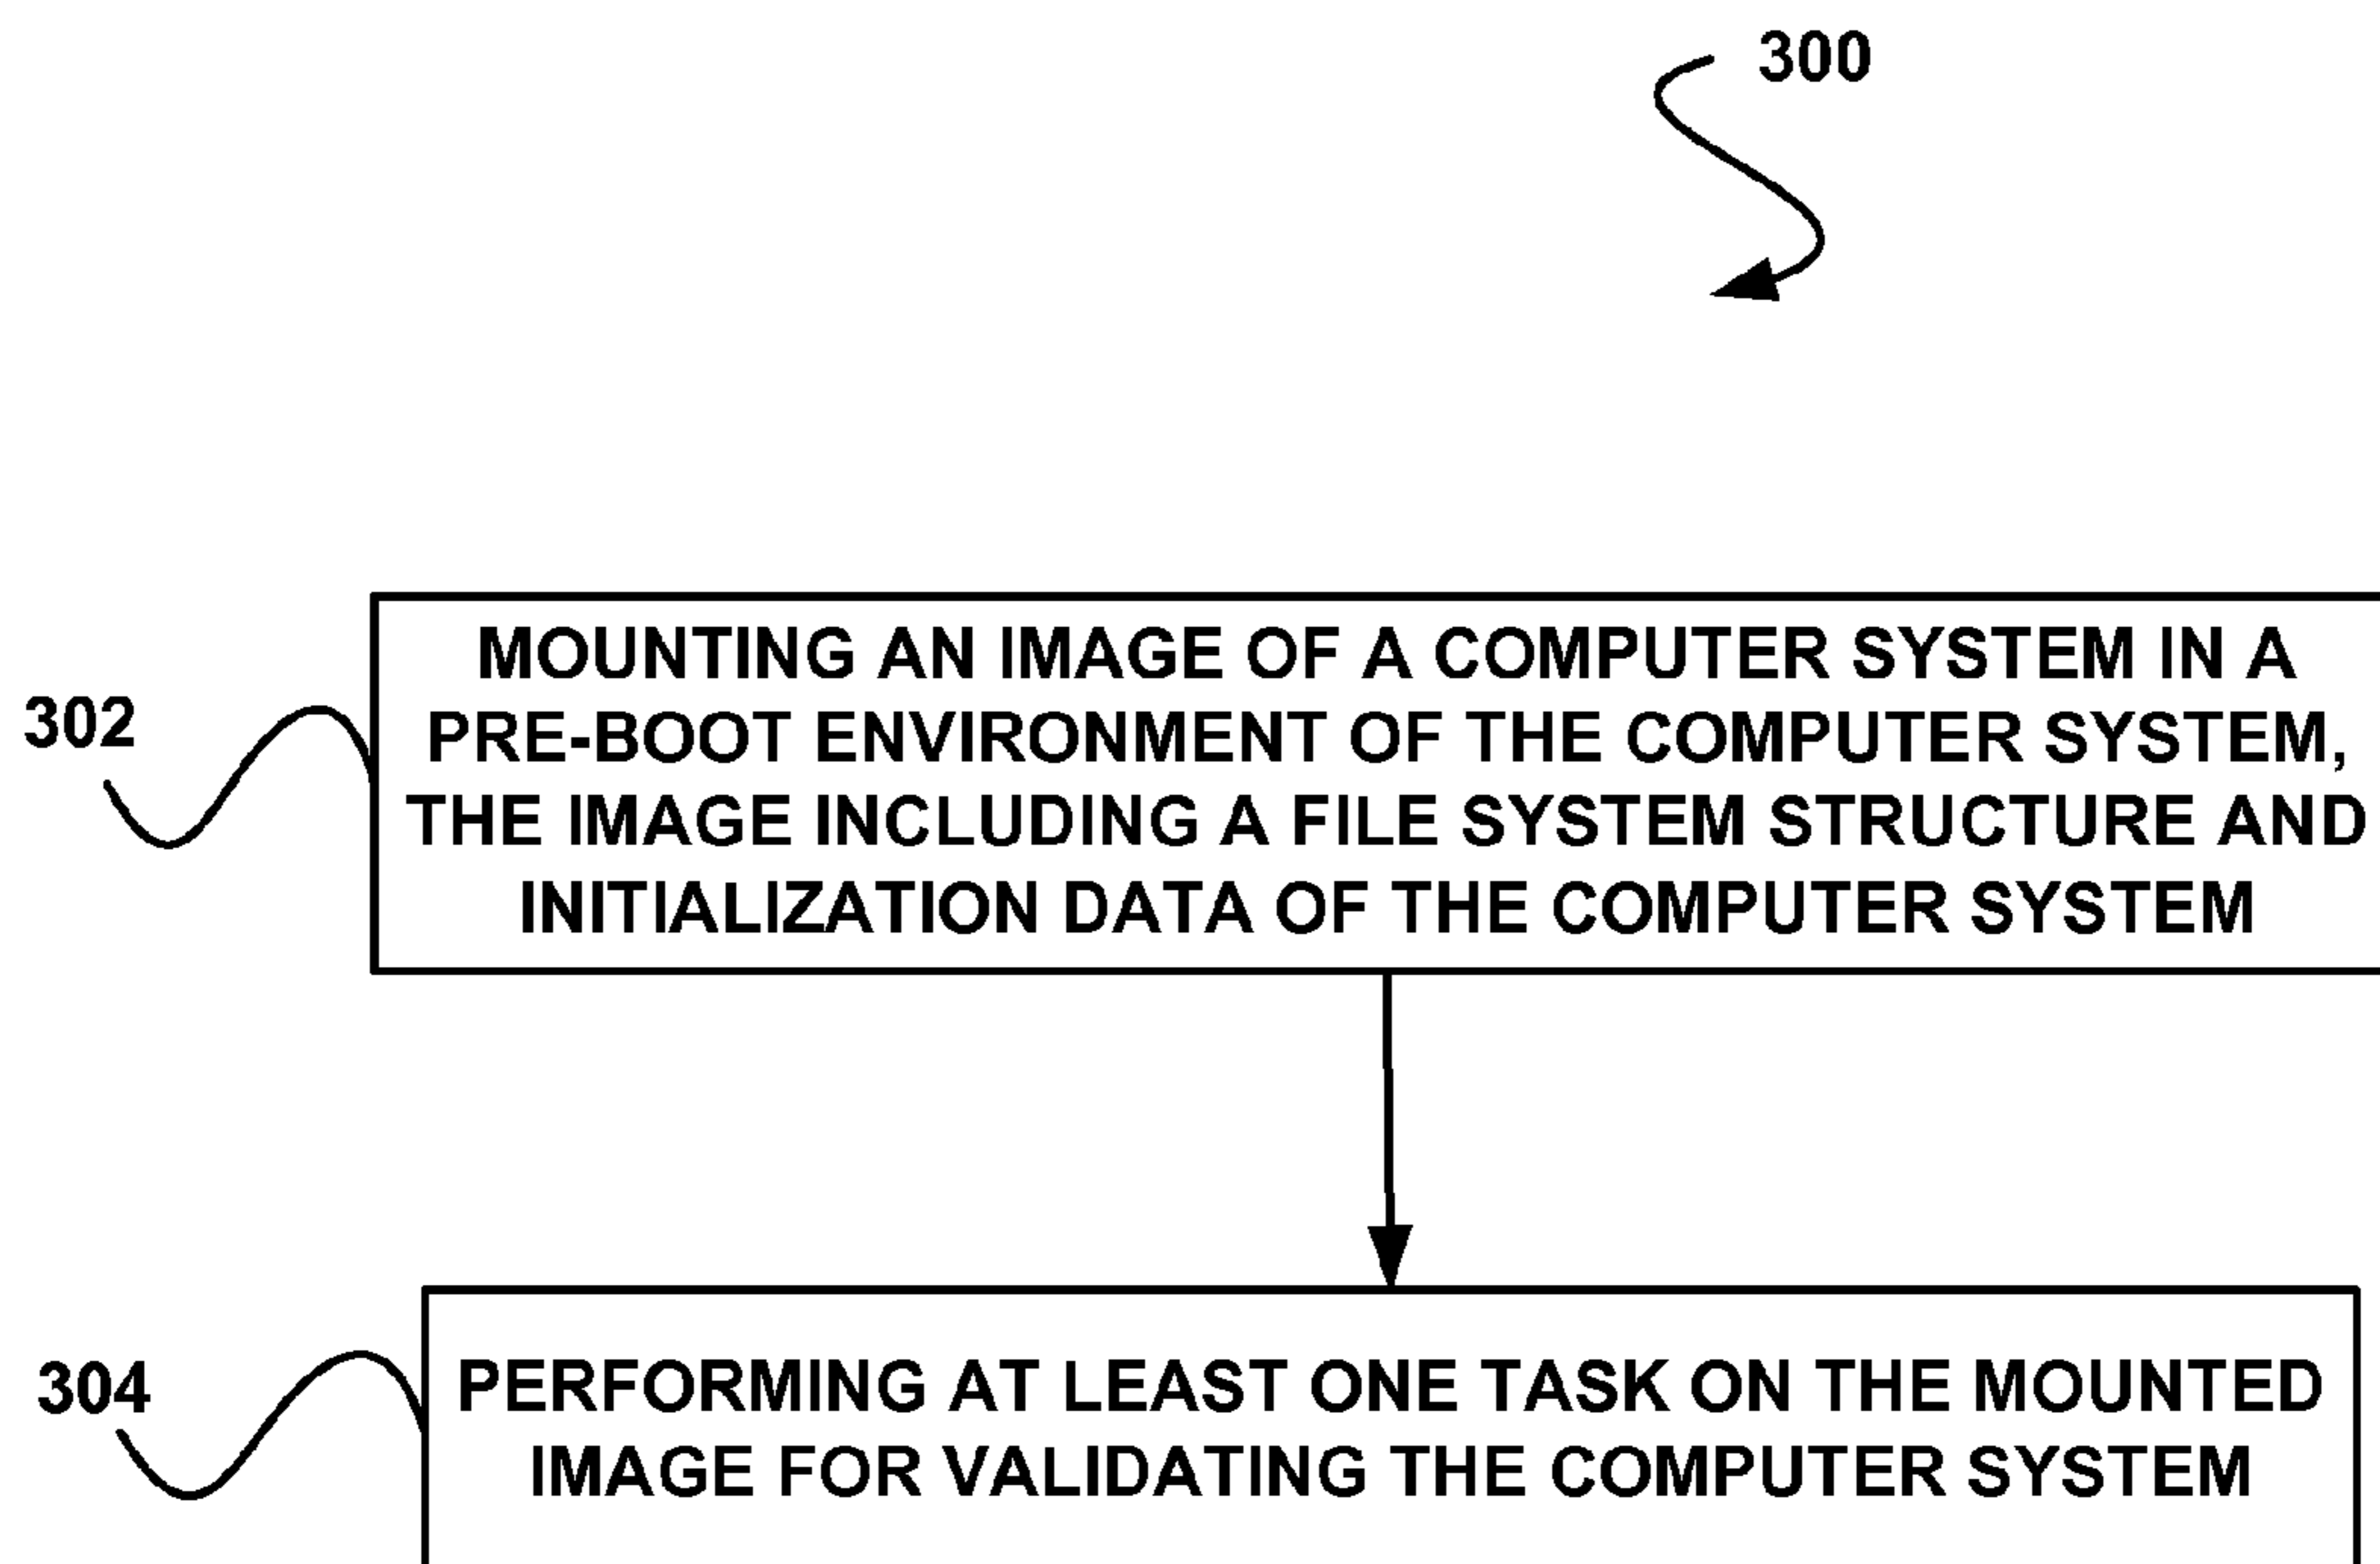 300
302
MOUNTING AN IMAGE OF A COMPUTER SYSTEM IN A
PRE-BOOT ENVIRONMENT OF THE COMPUTER SYSTEM,
THE IMAGE INCLUDING A FILE SYSTEM STRUCTURE AND
INITIALIZATION DATA OF THE COMPUTER SYSTEM
304
PERFORMING AT LEAST ONE TASK ON THE MOUNTED
IMAGE FOR VALIDATING THE COMPUTER SYSTEM